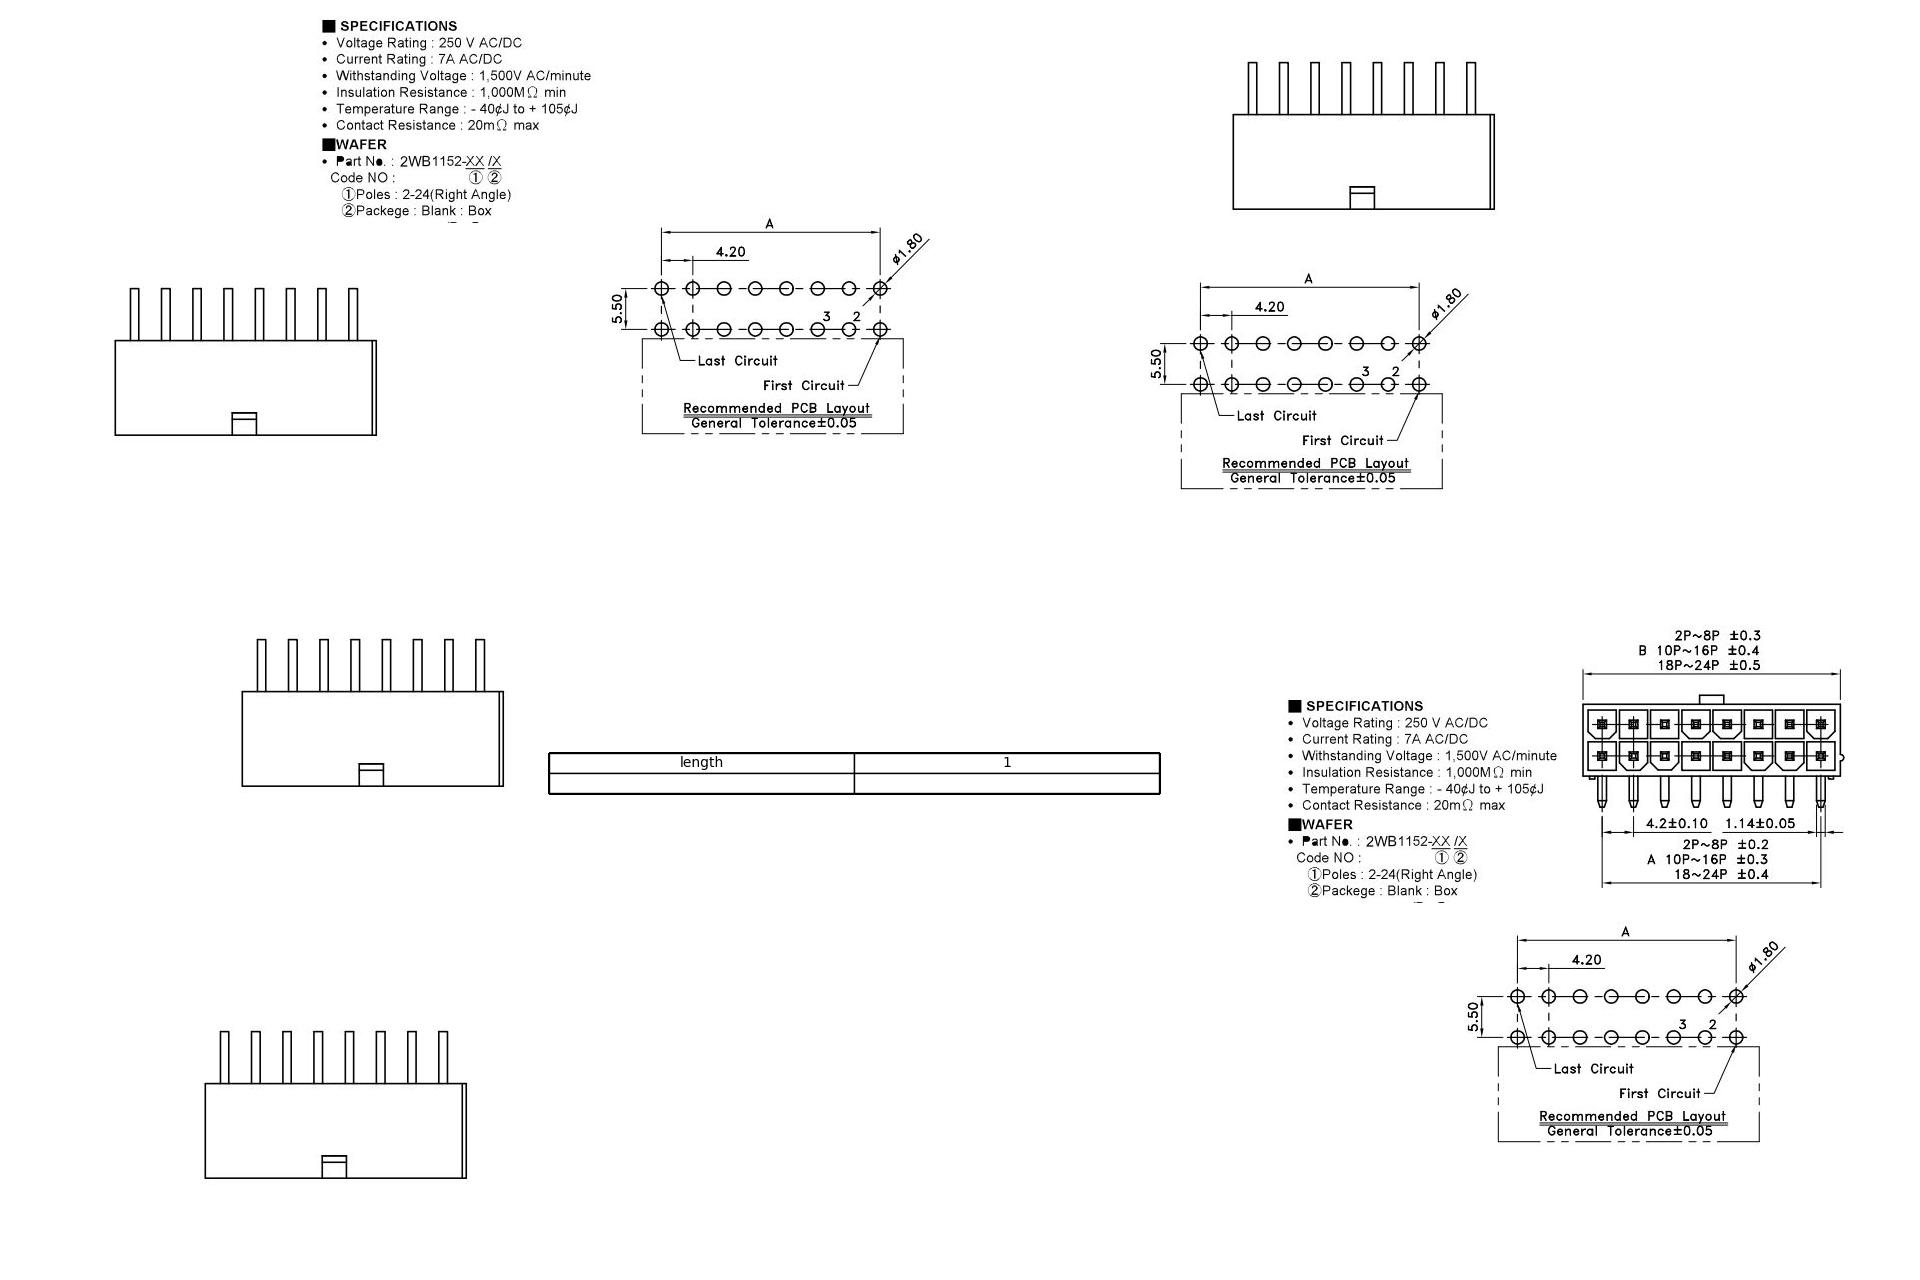 ■ SPECIFICATIONS
• Voltage Rating : 250 V AC/DC
• Current Rating : 7A AC/DC
• Withstanding Voltage : 1,500V AC/minute
• Insulation Resistance : 1,000MΩ min
• Temperature Range : - 40¢J to + 105¢J
• Contact Resistance : 20mΩ max
■WAFER
• Part No. : 2WB1152-XX /X
Code NO : ① ②
①Poles : 2-24(Right Angle)
②Packege : Blank : Box
A
4.20
ø1.80
5.50
3 2
Last Circuit
First Circuit
Recommended PCB Layout
General Tolerance±0.05
A
4.20
ø1.80
5.50
3 2
Last Circuit
First Circuit
Recommended PCB Layout
General Tolerance±0.05
length 1
■ SPECIFICATIONS
• Voltage Rating : 250 V AC/DC
• Current Rating : 7A AC/DC
• Withstanding Voltage : 1,500V AC/minute
• Insulation Resistance : 1,000MΩ min
• Temperature Range : - 40¢J to + 105¢J
• Contact Resistance : 20mΩ max
■WAFER
• Part No. : 2WB1152-XX /X
Code NO : ① ②
①Poles : 2-24(Right Angle)
②Packege : Blank : Box
2P~8P ±0.3
B 10P~16P ±0.4
18P~24P ±0.5
4.2±0.10 1.14±0.05
2P~8P ±0.2
A 10P~16P ±0.3
18~24P ±0.4
A
4.20
ø1.80
5.50
3 2
Last Circuit
First Circuit
Recommended PCB Layout
General Tolerance±0.05